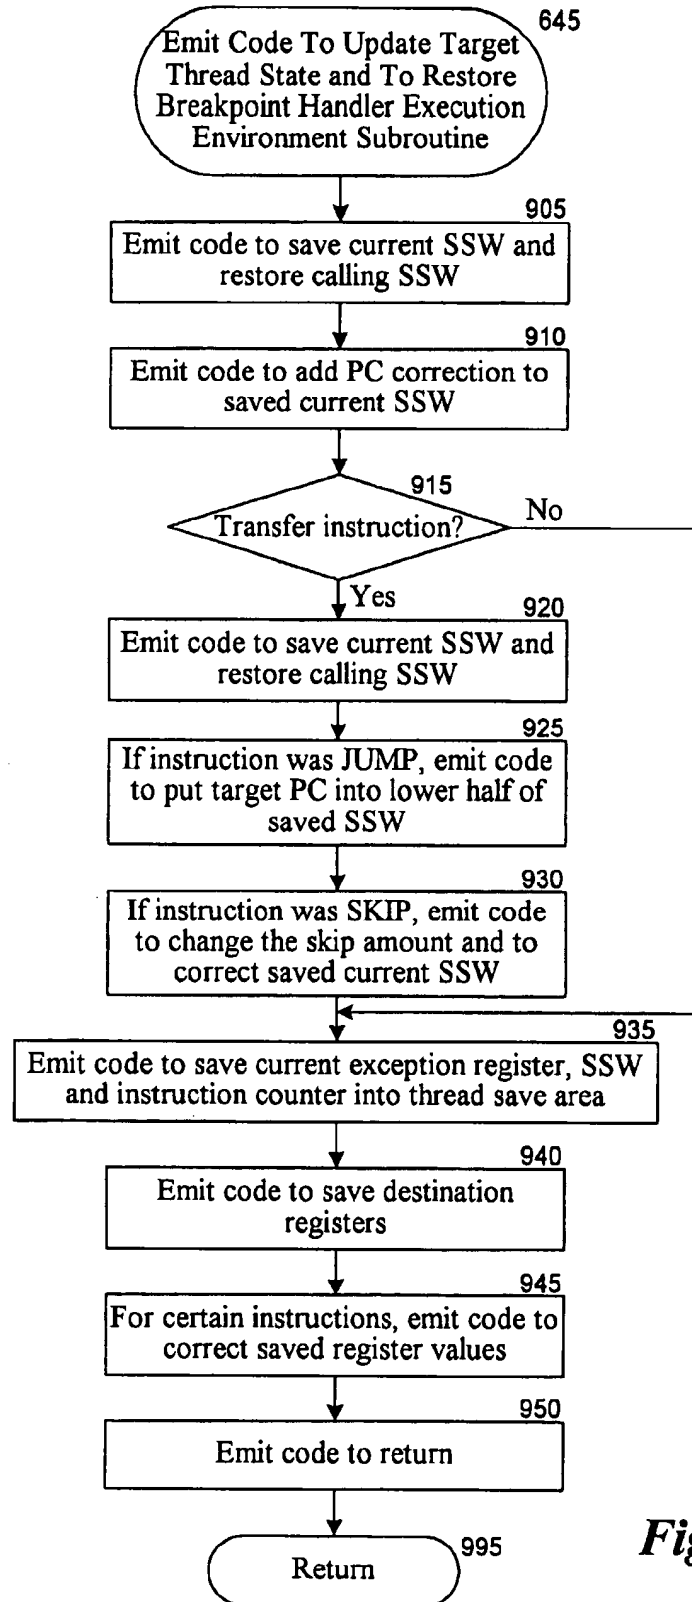 645
Emit Code To Update Target
Thread State and To Restore
Breakpoint Handler Execution
Environment Subroutine
905
Emit code to save current SSW and
restore calling SSW
910
Emit code to add PC correction to
saved current SSW
915
Transfer instruction?
No
Yes
920
Emit code to save current SSW and
restore calling SSW
925
If instruction was JUMP, emit code
to put target PC into lower half of
saved SSW
930
If instruction was SKIP, emit code
to change the skip amount and to
correct saved current SSW
935
Emit code to save current exception register, SSW
and instruction counter into thread save area
940
Emit code to save destination
registers
945
For certain instructions, emit code to
correct saved register values
950
Emit code to return
995
Return
Fig